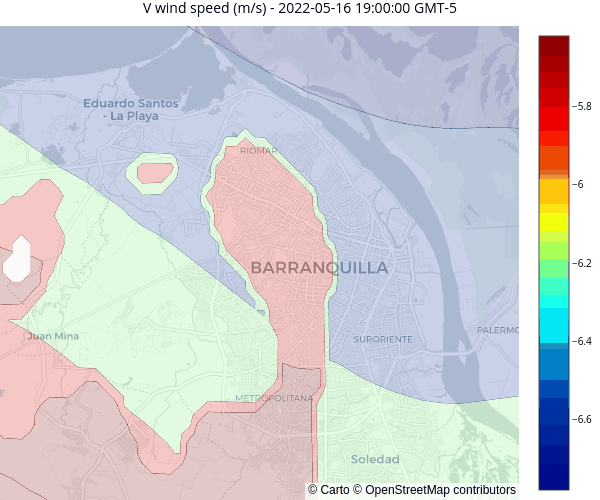 V wind speed (m/s) - 2022-05-16 19:00:00 GMT-5
Eduardo Santos
- La Playa
RIOMAR
BARRANQUILLA
Juan Mina
SURORIENTE
PALERMO
METROPOLITANA
Soledad
© Carto © OpenStreetMap contributors
−5.8
−6
−6.2
−6.4
−6.6